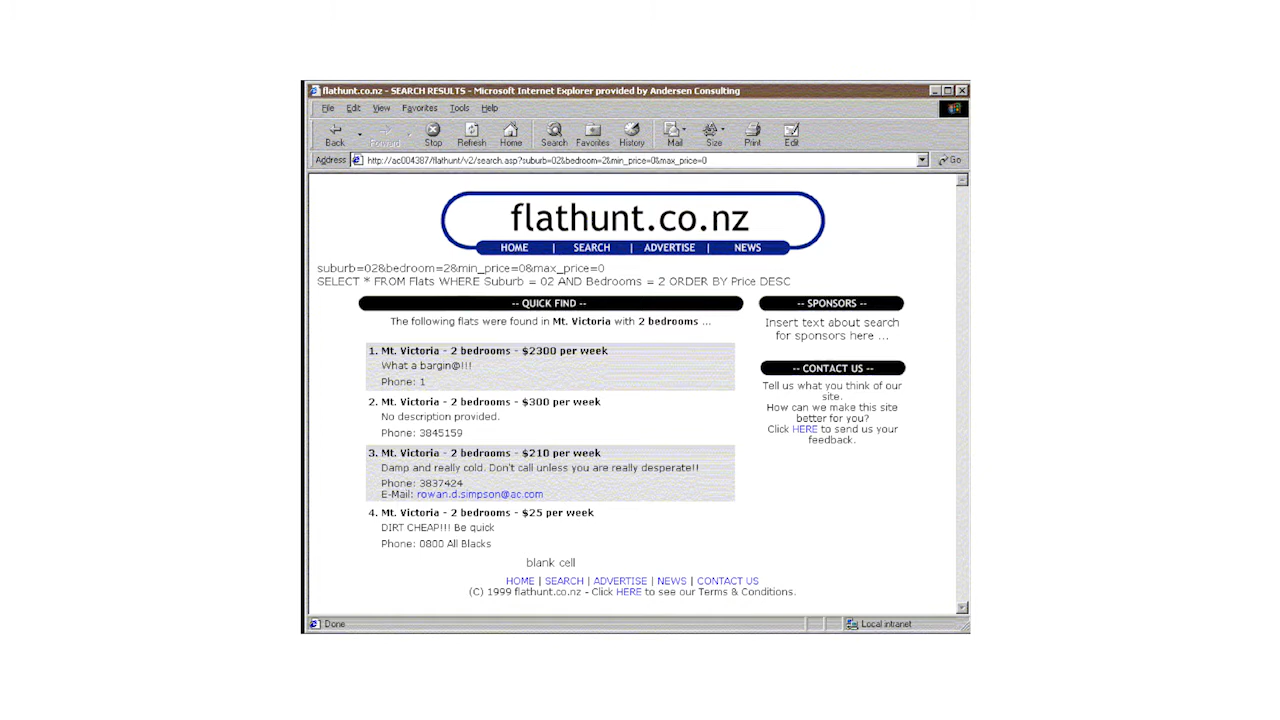 flathunt.co.nz - SEARCH RESULTS - Microsoft Internet Explorer provided by Andersen Consulting
File Edit View Favorites Tools Help
Back Forward Stop Refresh Home Search Favorites History Mail Size Print Edit
Address http://ac004387/flathunt/v2/search.asp?suburb=02&bedroom=2&min_price=0&max_price=0 Go
flathunt.co.nz
HOME | SEARCH | ADVERTISE | NEWS
suburb=02&bedroom=2&min_price=0&max_price=0
SELECT * FROM Flats WHERE Suburb = 02 AND Bedrooms = 2 ORDER BY Price DESC
-- QUICK FIND --
The following flats were found in Mt. Victoria with 2 bedrooms ...
1. Mt. Victoria - 2 bedrooms - $2300 per week
What a bargin@!!!
Phone: 1
2. Mt. Victoria - 2 bedrooms - $300 per week
No description provided.
Phone: 3845159
3. Mt. Victoria - 2 bedrooms - $210 per week
Damp and really cold. Don't call unless you are really desperate!!
Phone: 3837424
E-Mail: rowan.d.simpson@ac.com
4. Mt. Victoria - 2 bedrooms - $25 per week
DIRT CHEAP!!! Be quick
Phone: 0800 All Blacks
-- SPONSORS --
Insert text about search
for sponsors here ...
-- CONTACT US --
Tell us what you think of our
site.
How can we make this site
better for you?
Click HERE to send us your
feedback.
blank cell
HOME | SEARCH | ADVERTISE | NEWS | CONTACT US
(C) 1999 flathunt.co.nz - Click HERE to see our Terms & Conditions.
Done Local intranet